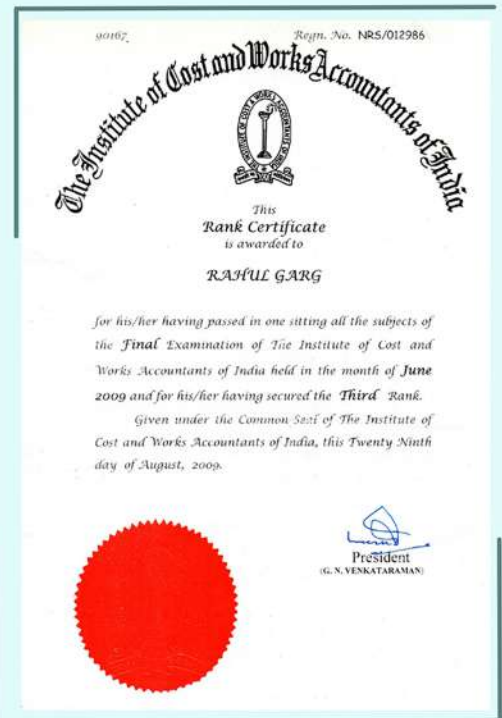 90167 Regn. No. NRS/012986
The Institute of Cost and Works Accountants of India
This
Rank Certificate
is awarded to
RAHUL GARG
for his/her having passed in one sitting all the subjects of
the Final Examination of The Institute of Cost and
Works Accountants of India held in the month of June
2009 and for his/her having secured the Third Rank.
Given under the Common Seal of The Institute of
Cost and Works Accountants of India, this Twenty Ninth
day of August, 2009.
President
(G. N. VENKATARAMAN)